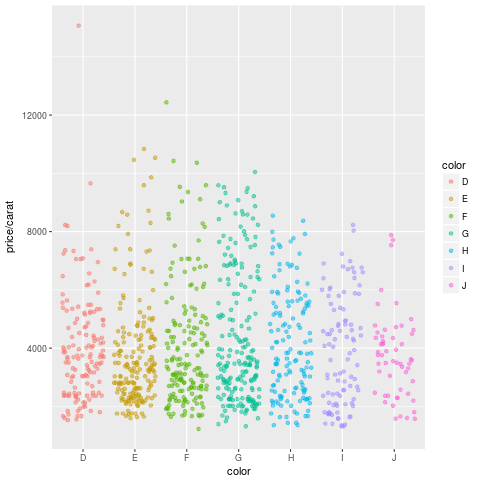 12000
8000
4000
price/carat
D E F G H I J
color
color
D
E
F
G
H
I
J